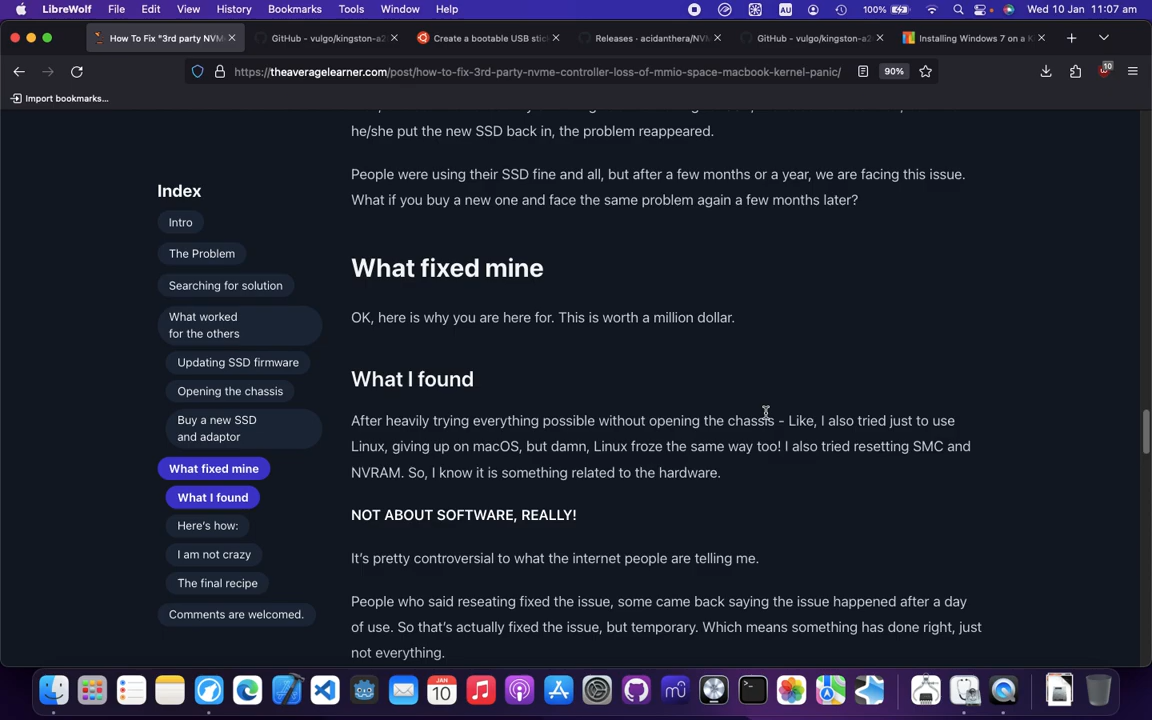 LibreWolf File Edit View History Bookmarks Tools Window Help AU 100% Wed 10 Jan 11:07 am
How To Fix "3rd party NVM GitHub - vulgo/kingston-a2 Create a bootable USB stic Releases · acidanthera/NVM GitHub - vulgo/kingston-a2 Installing Windows 7 on a K
https://theaveragelearner.com/post/how-to-fix-3rd-party-nvme-controller-loss-of-mmio-space-macbook-kernel-panic/ 90% 10
Import bookmarks...
he/she put the new SSD back in, the problem reappeared.
People were using their SSD fine and all, but after a few months or a year, we are facing this issue.
What if you buy a new one and face the same problem again a few months later?
Index
Intro
The Problem
Searching for solution
What worked
for the others
Updating SSD firmware
Opening the chassis
Buy a new SSD
and adaptor
What fixed mine
What I found
Here's how:
I am not crazy
The final recipe
Comments are welcomed.
What fixed mine
OK, here is why you are here for. This is worth a million dollar.
What I found
After heavily trying everything possible without opening the chassis - Like, I also tried just to use
Linux, giving up on macOS, but damn, Linux froze the same way too! I also tried resetting SMC and
NVRAM. So, I know it is something related to the hardware.
NOT ABOUT SOFTWARE, REALLY!
It's pretty controversial to what the internet people are telling me.
People who said reseating fixed the issue, some came back saying the issue happened after a day
of use. So that's actually fixed the issue, but temporary. Which means something has done right, just
not everything.
JAN
10